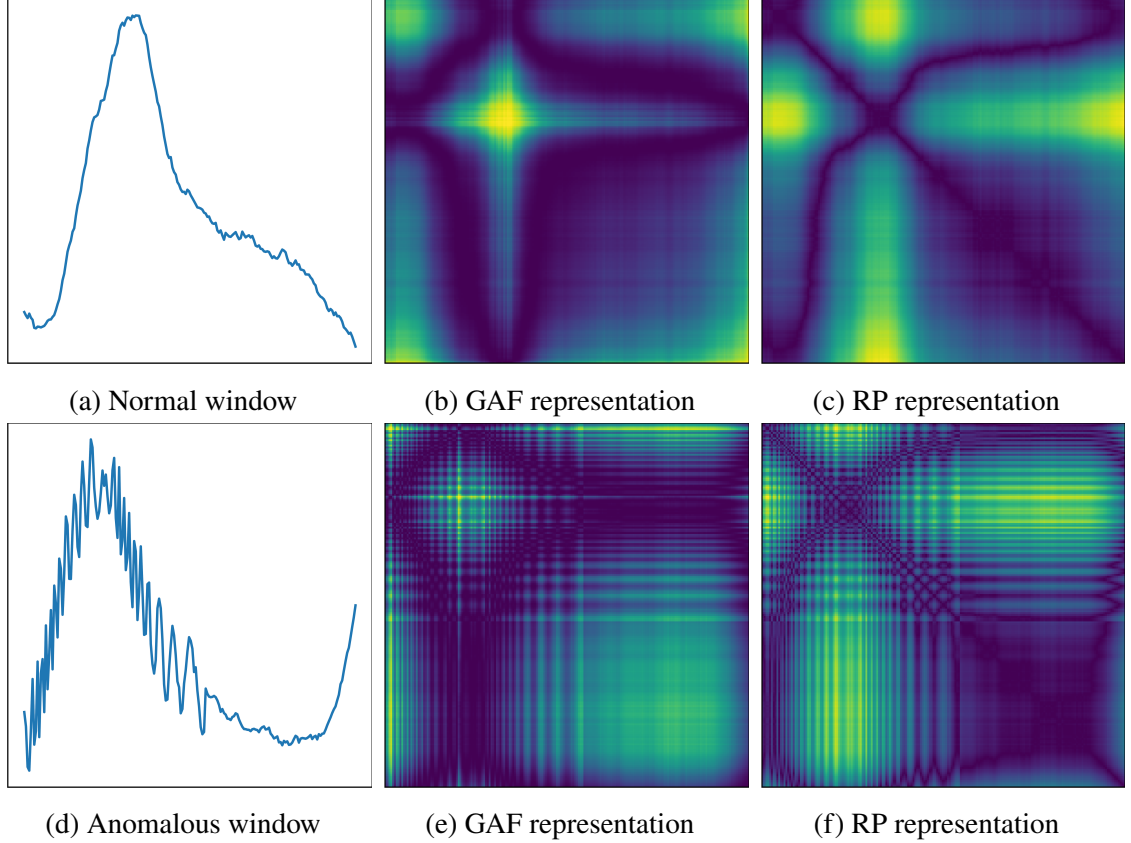 (a) Normal window
(b) GAF representation
(c) RP representation
(d) Anomalous window
(e) GAF representation
(f) RP representation